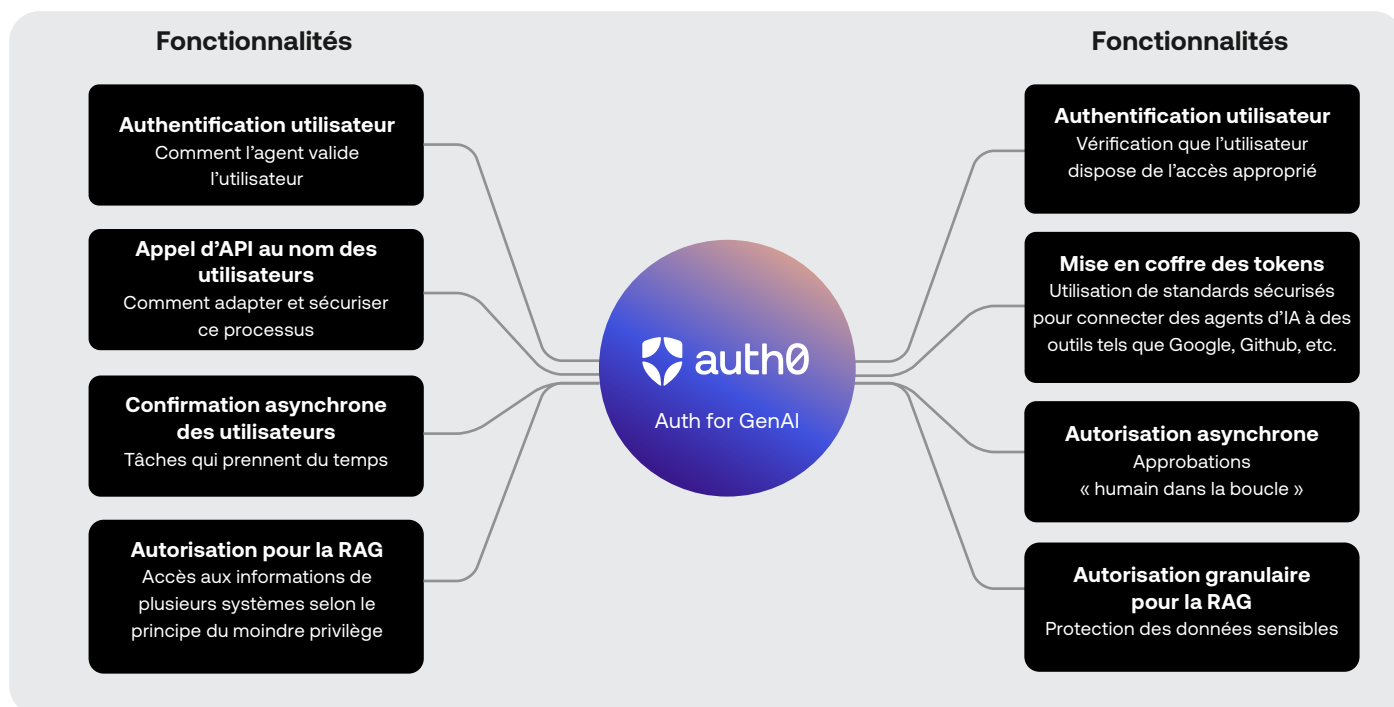 Fonctionnalités
Authentification utilisateur
Comment l’agent valide
l’utilisateur
Appel d’API au nom des
utilisateurs
Comment adapter et sécuriser
ce processus
Confirmation asynchrone
des utilisateurs
Tâches qui prennent du temps
Autorisation pour la RAG
Accès aux informations de
plusieurs systèmes selon le
principe du moindre privilège
auth0
Auth for GenAI
Fonctionnalités
Authentification utilisateur
Vérification que l’utilisateur
dispose de l’accès approprié
Mise en coffre des tokens
Utilisation de standards sécurisés
pour connecter des agents d’IA à des
outils tels que Google, Github, etc.
Autorisation asynchrone
Approbations
« humain dans la boucle »
Autorisation granulaire
pour la RAG
Protection des données sensibles